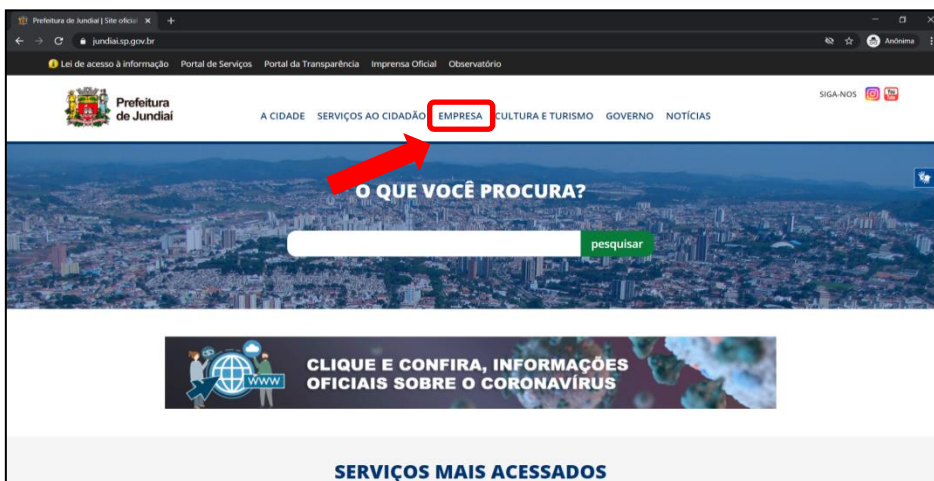 Prefeitura de Jundiaí | Site oficial
jundiai.sp.gov.br
Anônima
Lei de acesso à informação Portal de Serviços Portal da Transparência Imprensa Oficial Observatório
Prefeitura
de Jundiaí
SIGA-NOS
A CIDADE SERVIÇOS AO CIDADÃO EMPRESA CULTURA E TURISMO GOVERNO NOTÍCIAS
O QUE VOCÊ PROCURA?
pesquisar
WWW
CLIQUE E CONFIRA, INFORMAÇÕES
OFICIAIS SOBRE O CORONAVÍRUS
SERVIÇOS MAIS ACESSADOS